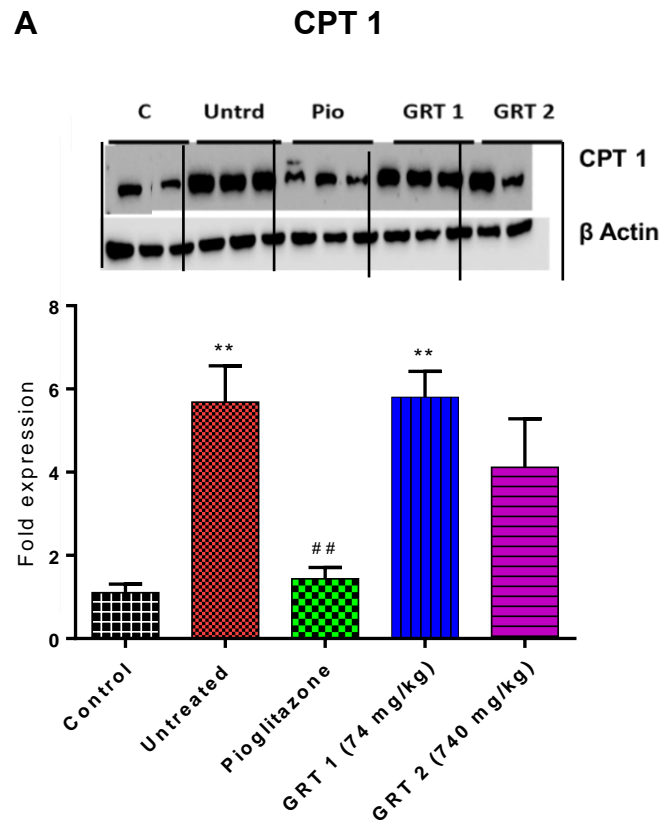 A CPT 1
C Untrd Pio GRT 1 GRT 2
CPT 1
β Actin
8
6
4
2
0
Fold expression
**
**
##
Control
Untreated
Pioglitazone
GRT 1 (74 mg/kg)
GRT 2 (740 mg/kg)